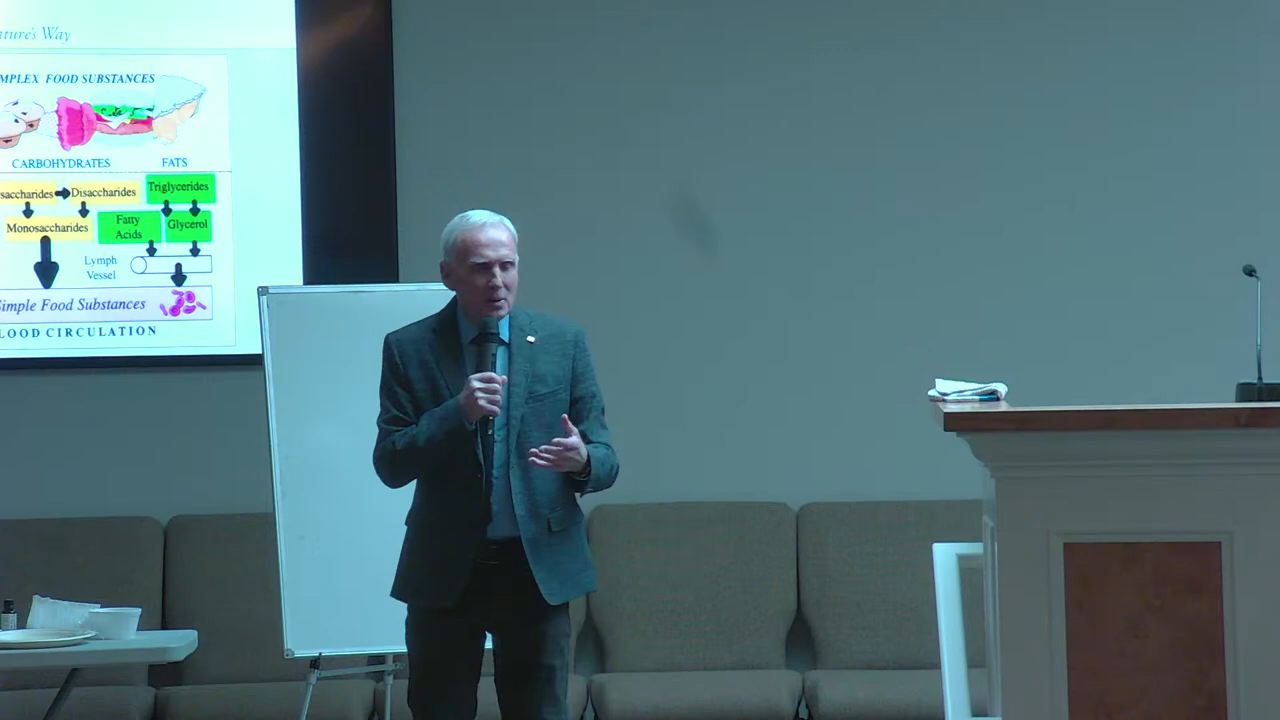 ture's Way
MPLEX FOOD SUBSTANCES
CARBOHYDRATES FATS
saccharides Disaccharides Triglycerides
Monosaccharides Fatty Acids Glycerol
Lymph Vessel
Simple Food Substances
LOOD CIRCULATION